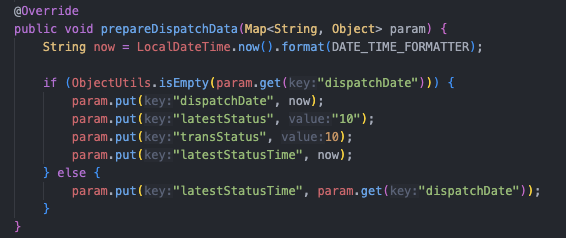 @Override
public void prepareDispatchData(Map<String, Object> param) {
String now = LocalDateTime.now().format(DATE_TIME_FORMATTER);
if (ObjectUtils.isEmpty(param.get(key:"dispatchDate"))) {
param.put(key:"dispatchDate", now);
param.put(key:"latestStatus", value:"10");
param.put(key:"transStatus", value:10);
param.put(key:"latestStatusTime", now);
} else {
param.put(key:"latestStatusTime", param.get(key:"dispatchDate"));
}
}